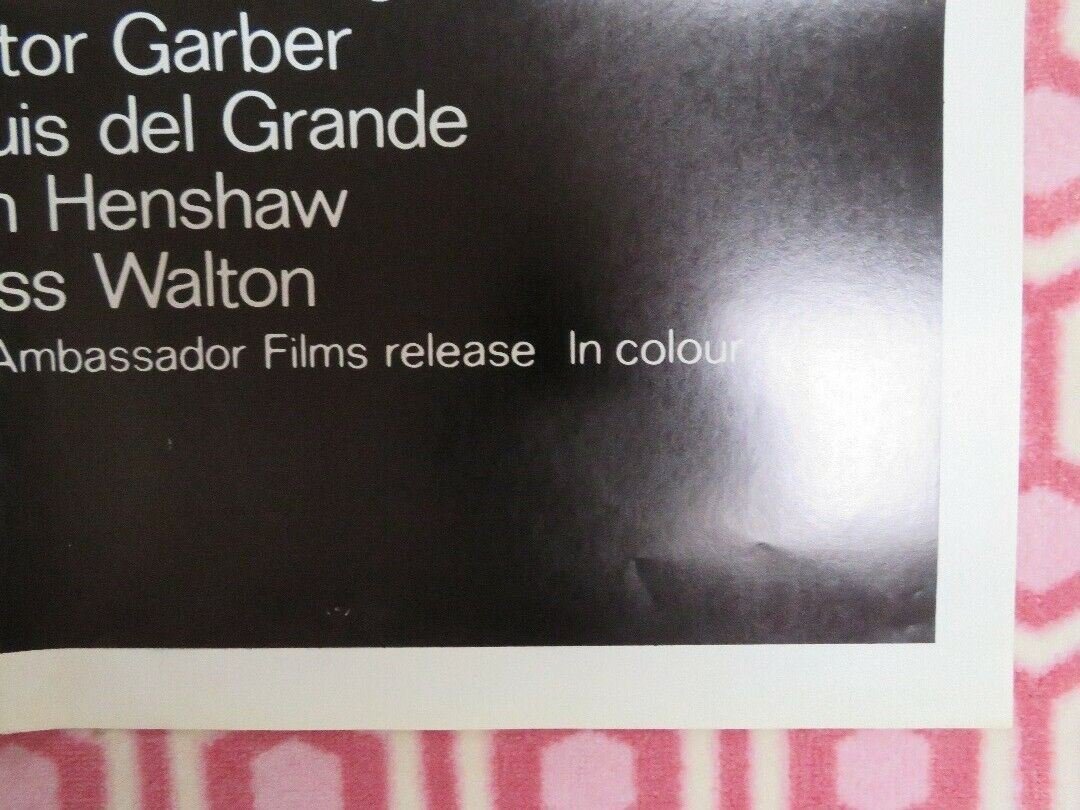 tor Garber
uis del Grande
n Henshaw
ss Walton
Ambassador Films release In colour